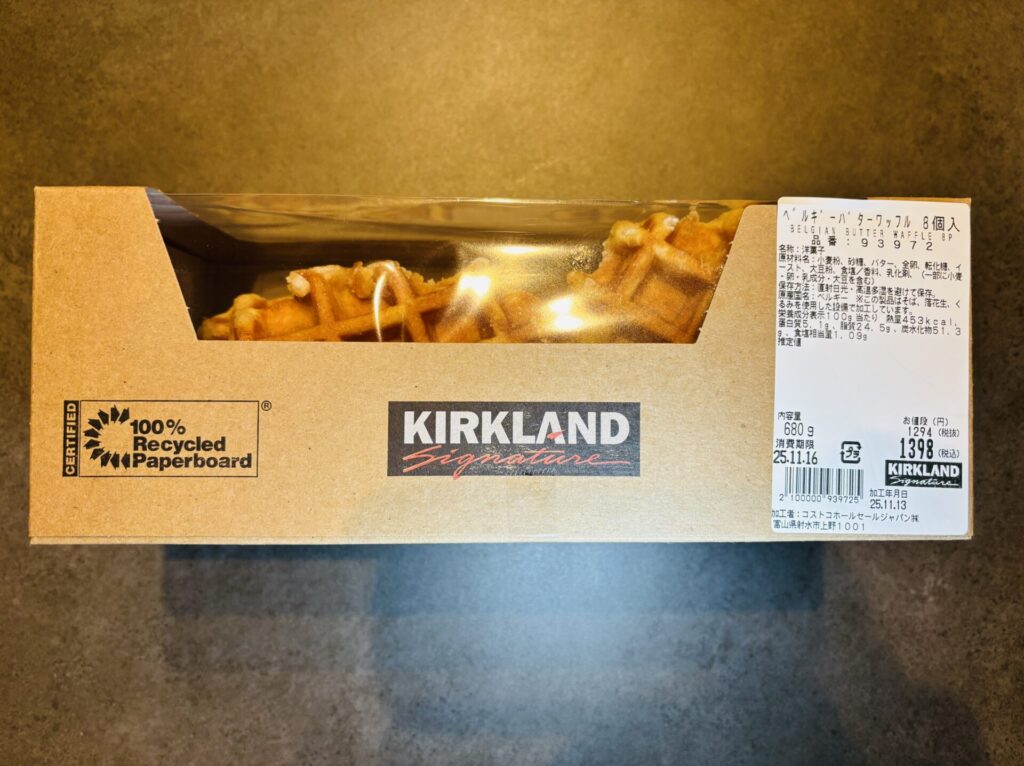 CERTIFIED
100%
Recycled
Paperboard
®
KIRKLAND
Signature
ベルギーバターワッフル 8個入
BELGIAN BUTTER WAFFLE 8P
品番:93972
名称:洋菓子
原材料名:小麦粉、砂糖、バター、全卵、転化糖、イ
ースト、大豆粉、食塩/香料、乳化剤、(一部に小麦
・卵・乳成分・大豆を含む)
保存方法:直射日光・高温多湿を避けて保存。
原産国名:ベルギー ※この製品はそば、落花生、く
るみを使用した設備で加工しています。
栄養成分表示100g当たり 熱量453kcal、
蛋白質5.1g、脂質24.5g、炭水化物51.3
g、食塩相当量1.09g
推定値
内容量
680g
お値段(円)
1294(税抜)
1398(税込)
消費期限
25.11.16
プラ
KIRKLAND
Signature
2100000939725
加工年月日
25.11.13
加工者:コストコホールセールジャパン㈱
富山県射水市上野1001